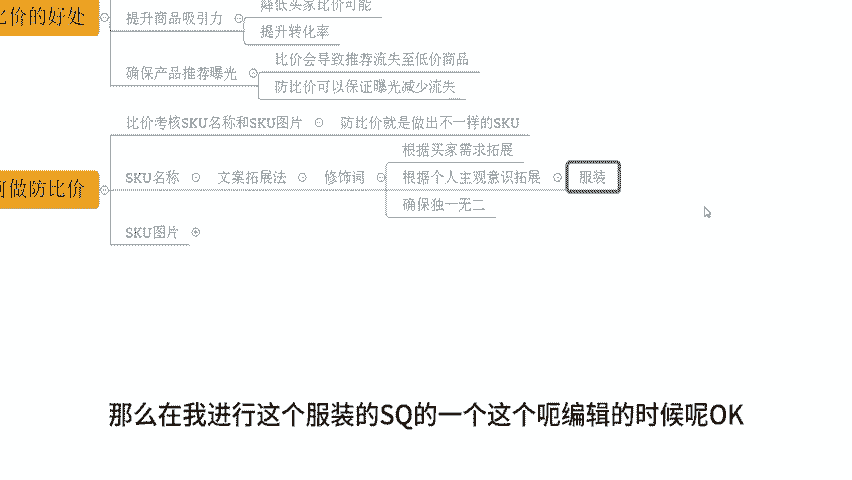 降低买家比价可能
比价的好处
提升商品吸引力
提升转化率
比价会导致推荐流失至低价商品
确保产品推荐曝光
防比价可以保证曝光减少流失
比价考核SKU名称和SKU图片
防比价就是做出不一样的SKU
根据买家需求拓展
何做防比价
SKU名称
文案拓展法
修饰词
根据个人主观意识拓展
服装
确保独一无二
SKU图片
那么在我进行这个服装的SQ的一个这个呃编辑的时候呢OK